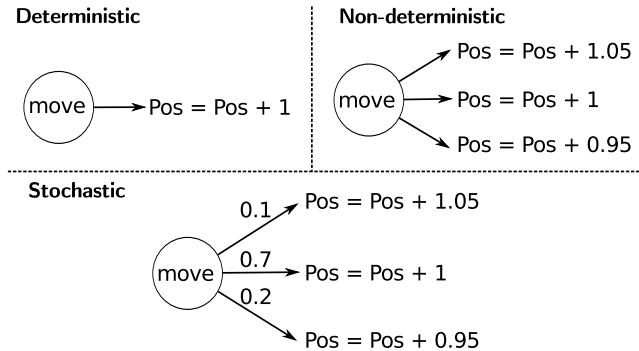 Deterministic
move
Pos = Pos + 1
Non-deterministic
move
Pos = Pos + 1.05
Pos = Pos + 1
Pos = Pos + 0.95
Stochastic
move
0.1
Pos = Pos + 1.05
0.7
Pos = Pos + 1
0.2
Pos = Pos + 0.95